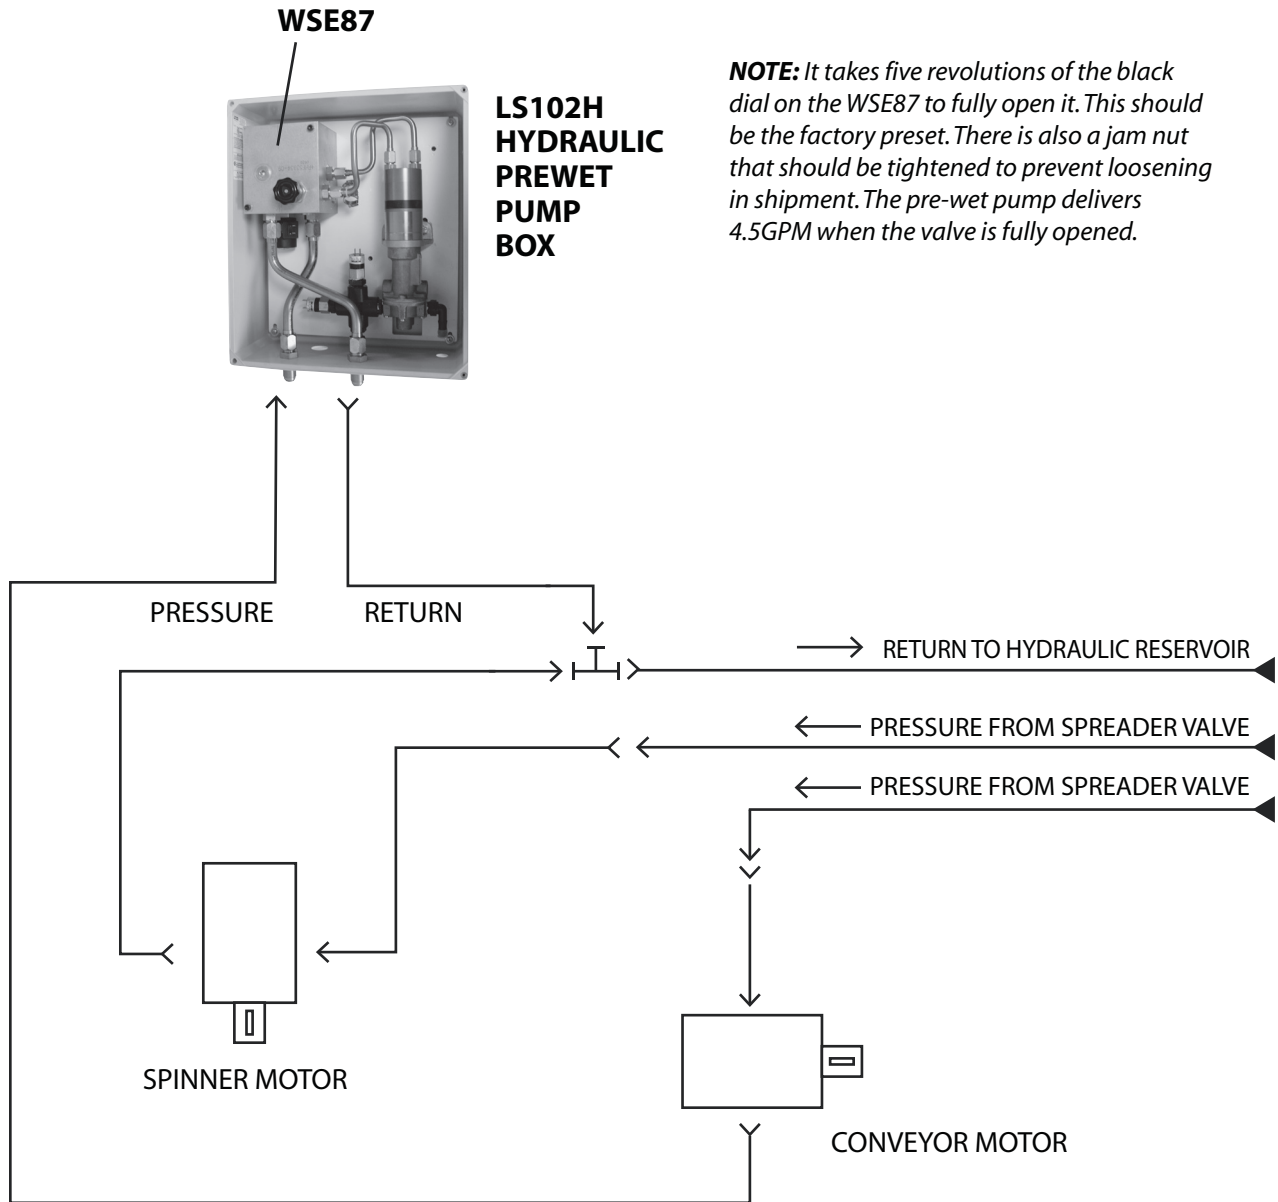 WSE87
LS102H
HYDRAULIC
PREWET
PUMP
BOX
NOTE: It takes five revolutions of the black
dial on the WSE87 to fully open it. This should
be the factory preset. There is also a jam nut
that should be tightened to prevent loosening
in shipment. The pre-wet pump delivers
4.5GPM when the valve is fully opened.
PRESSURE
RETURN
RETURN TO HYDRAULIC RESERVOIR
PRESSURE FROM SPREADER VALVE
PRESSURE FROM SPREADER VALVE
SPINNER MOTOR
CONVEYOR MOTOR